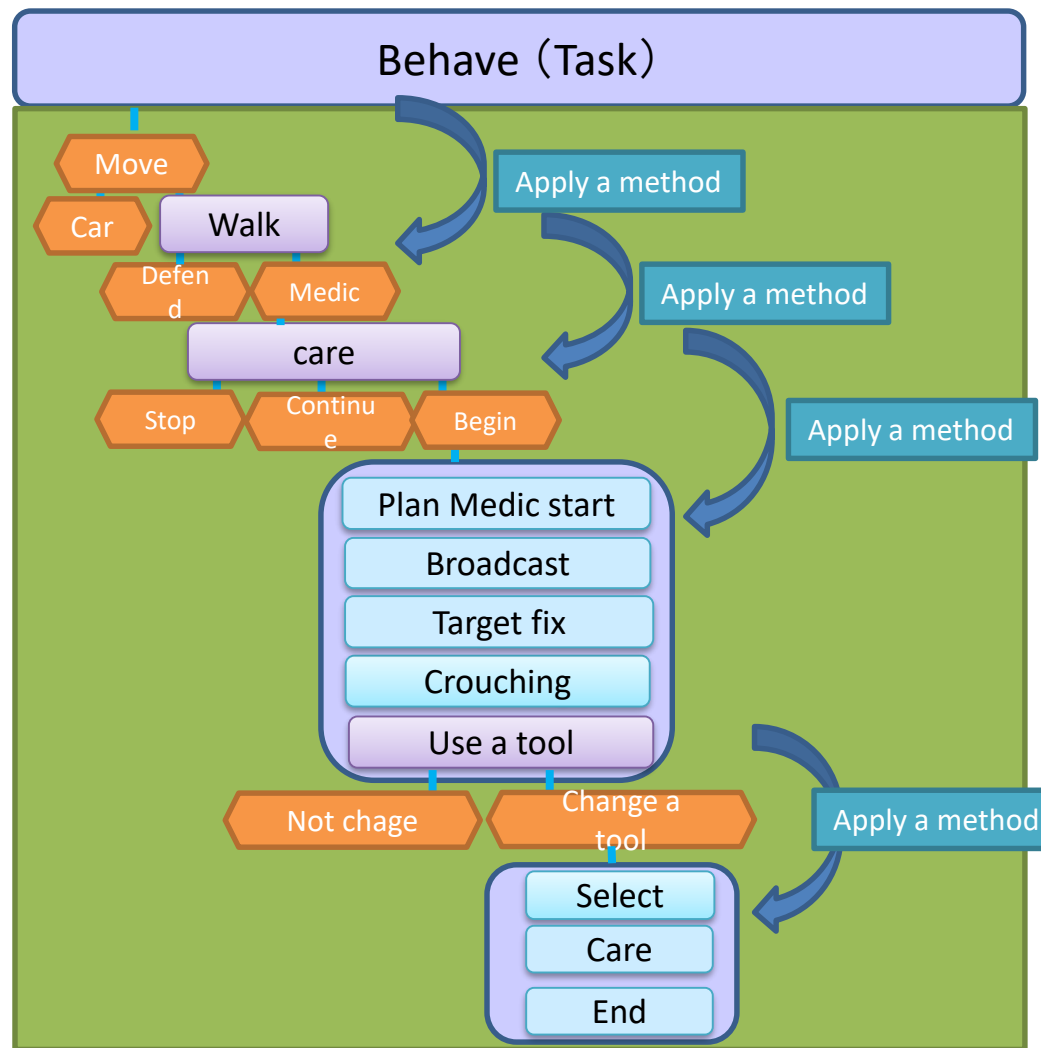 Behave（Task）
Move
Apply a method
Car
Walk
Defen
d
Medic
Apply a method
care
Stop
Continu
e
Begin
Apply a method
Plan Medic start
Broadcast
Target fix
Crouching
Use a tool
Not chage
Change a
tool
Apply a method
Select
Care
End